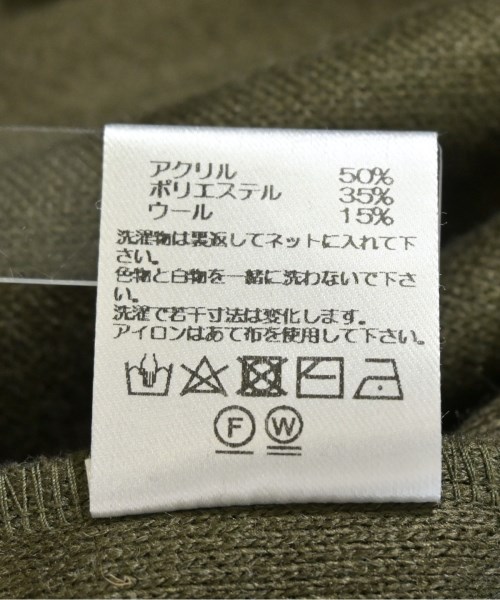 アクリル 50%
ポリエステル 35%
ウール 15%
洗濯物は裏返してネットに入れて下
さい。
色物と白物を一緒に洗わないで下さ
い。
洗濯で若干寸法は変化します。
アイロンはあて布を使用して下さい。
F W